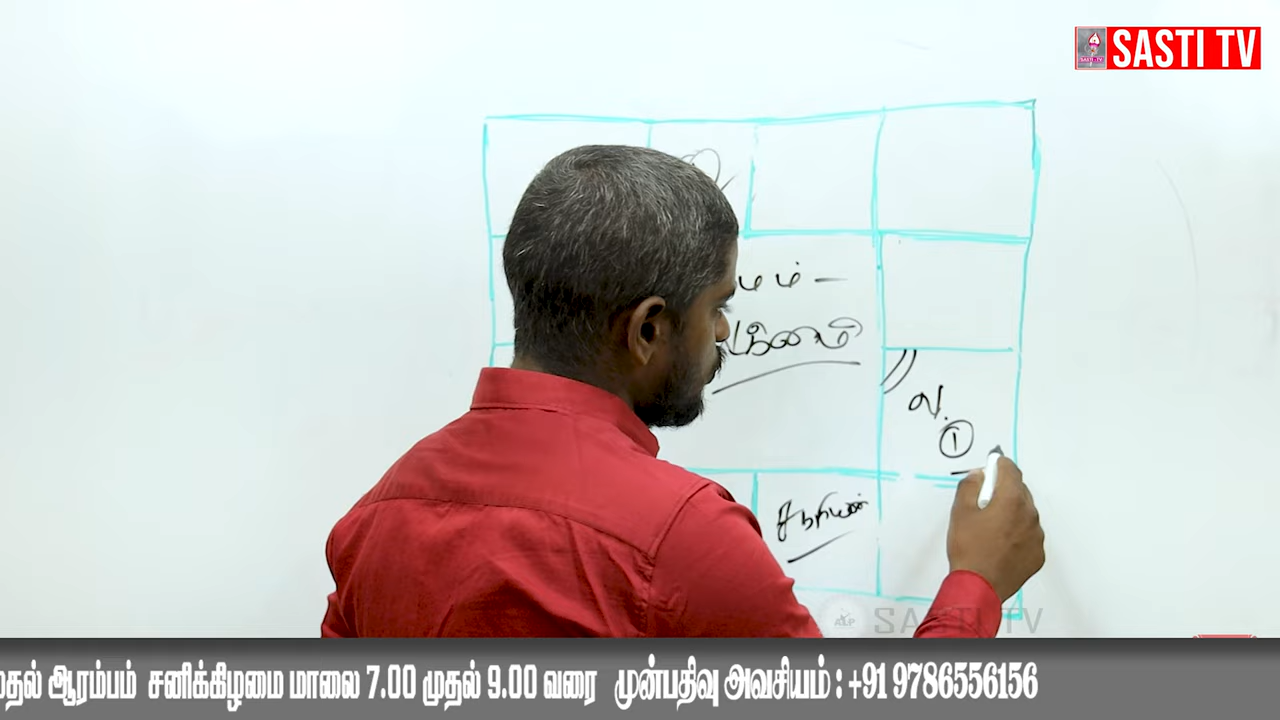 SASTI TV
ல.
1
சூரியன்
SASTI TV
ஆரம்பம் சனிக்கிழமை மாலை 7.00 முதல் 9.00 வரை முன்பதிவு அவசியம் : +91 9786556156